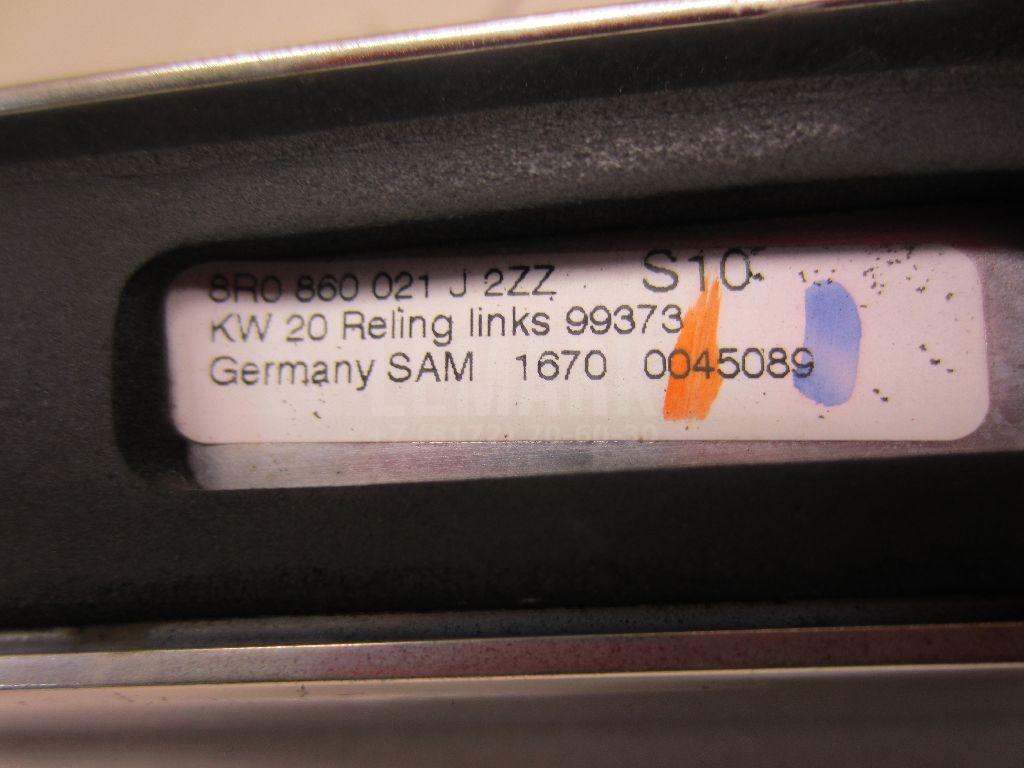 8R0 860 021 J 2ZZ S10
KW 20 Reling links 99373
Germany SAM 1670 0045089